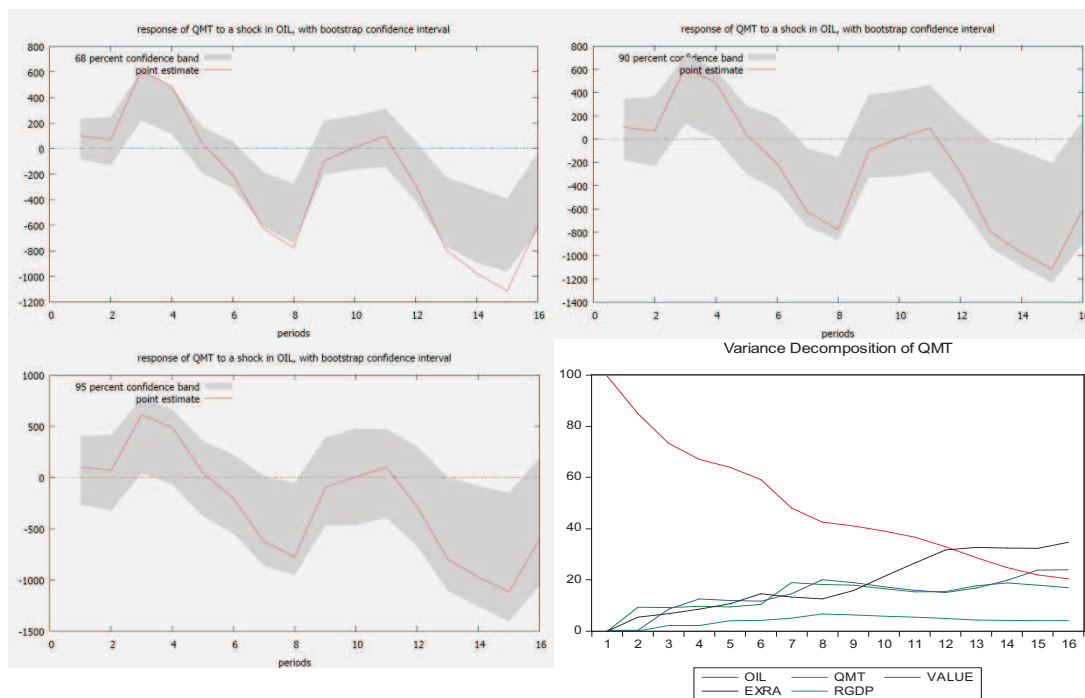 response of QMT to a shock in OIL, with bootstrap confidence interval
68 percent confidence band
point estimate
800
600
400
200
0
-200
-400
-600
-800
-1000
-1200
0 2 4 6 8 10 12 14 16
periods
response of QMT to a shock in OIL, with bootstrap confidence interval
90 percent confidence band
point estimate
800
600
400
200
0
-200
-400
-600
-800
-1000
-1200
-1400
0 2 4 6 8 10 12 14 16
periods
response of QMT to a shock in OIL, with bootstrap confidence interval
95 percent confidence band
point estimate
1000
500
0
-500
-1000
-1500
0 2 4 6 8 10 12 14 16
periods
Variance Decomposition of QMT
100
80
60
40
20
0
1 2 3 4 5 6 7 8 9 10 11 12 13 14 15 16
OIL QMT VALUE
EXRA RGDP